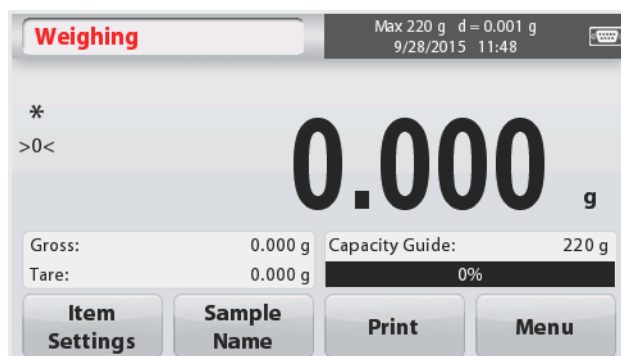 Weighing
Max 220 g d = 0.001 g
9/28/2015 11:48
*
>0<
0.000 g
Gross: 0.000 g
Tare: 0.000 g
Capacity Guide: 220 g
0%
Item
Settings
Sample
Name
Print
Menu